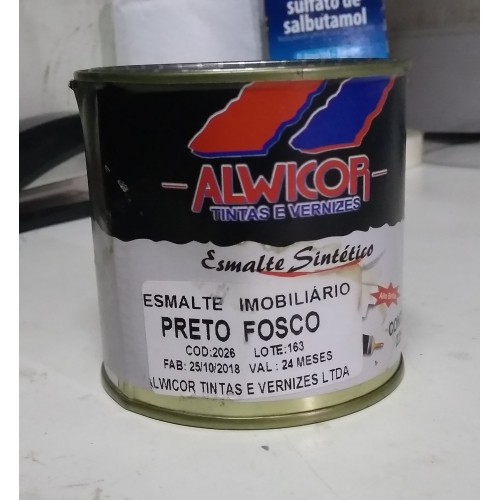 sulfato de
salbutamol
ALWICOR
TINTAS E VERNIZES
Esmalte Sintético
ESMALTE IMOBILIÁRIO
PRETO FOSCO
COD:2026 LOTE:163
FAB: 25/10/2018 VAL : 24 MESES
ALWICOR TINTAS E VERNIZES LTDA